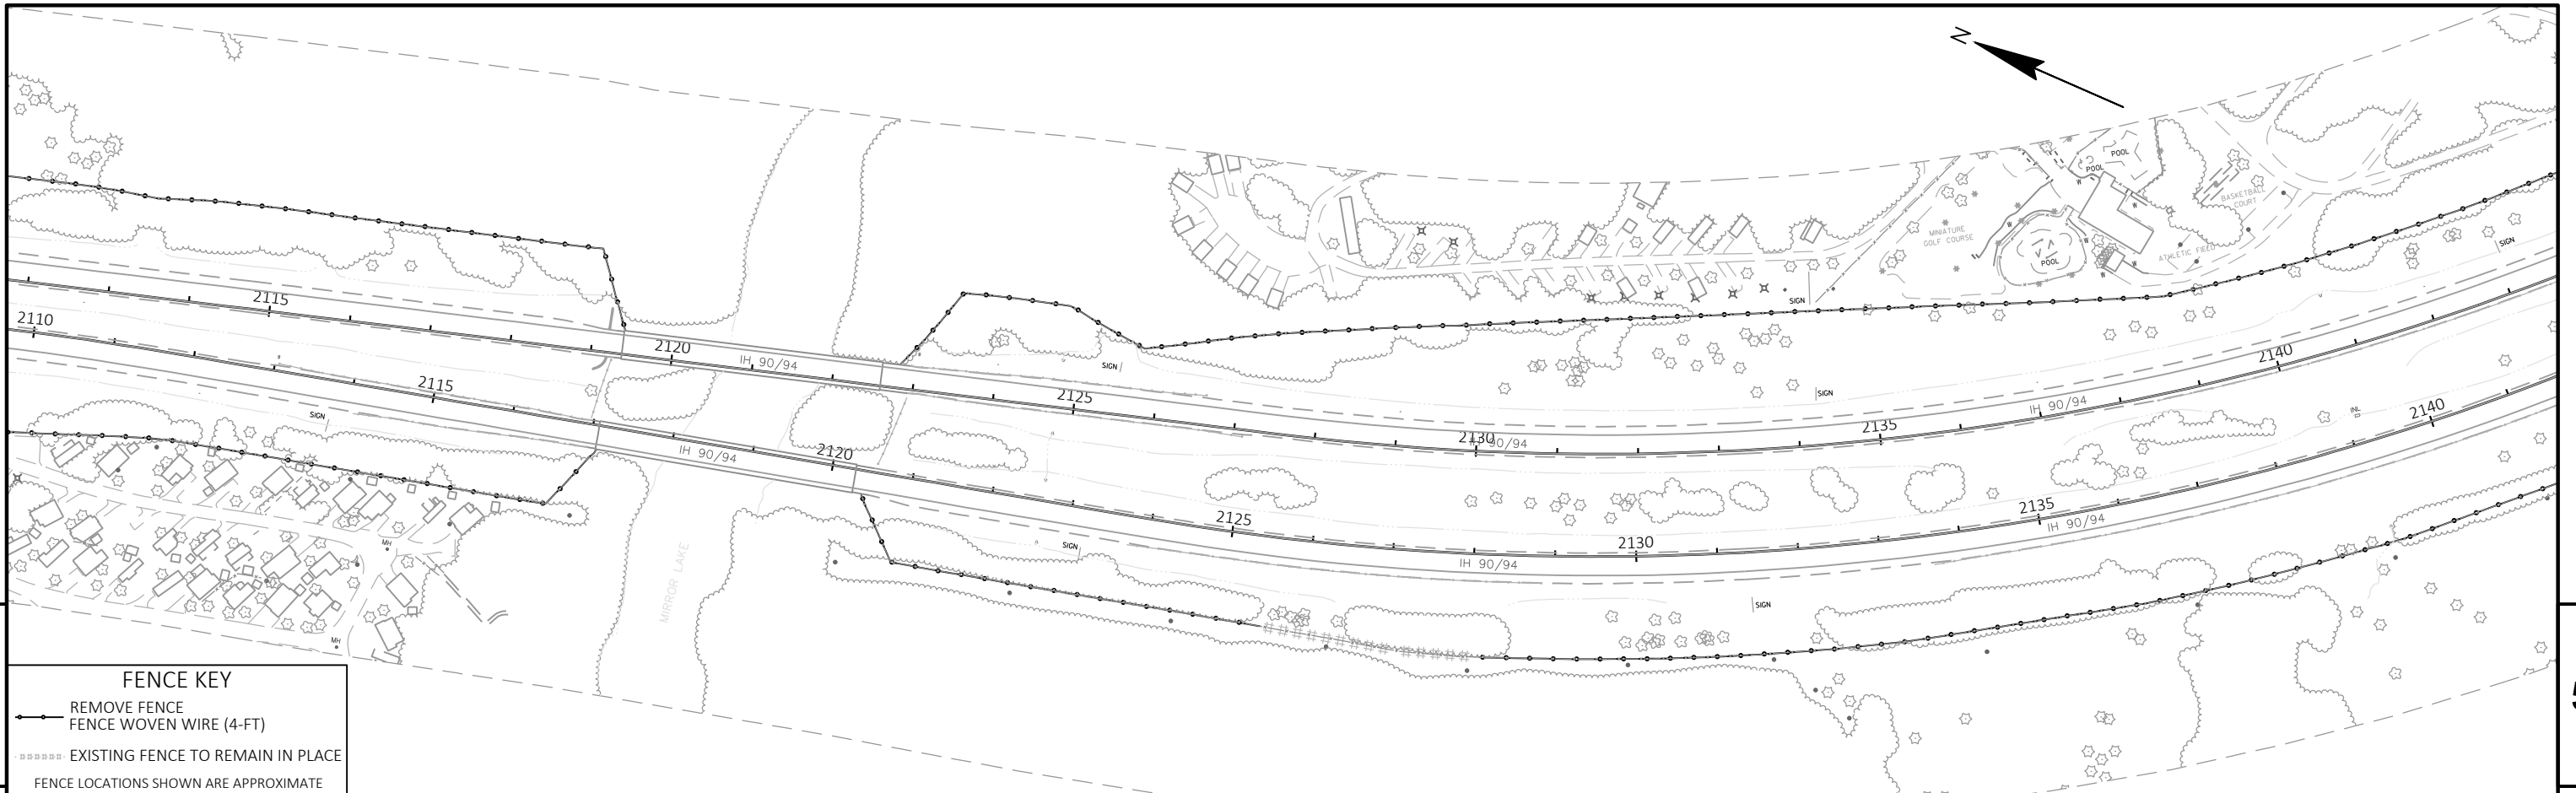 N
POOL
POOL
BASKETBALL
COURT
MINIATURE
GOLF COURSE
ATHLETIC FIELD
POOL
SIGN
SIGN
2115
2110
2120
IH 90/94
SIGN
2140
2115
2125
SIGN
IH 90/94
2140
INL
SIGN
2120
IH 90/94
2130
IH 90/94
2135
2125
2135
IH 90/94
MH
SIGN
2130
IH 90/94
MIRROR LAKE
SIGN
MH
5
FENCE KEY
REMOVE FENCE
FENCE WOVEN WIRE (4-FT)
EXISTING FENCE TO REMAIN IN PLACE
FENCE LOCATIONS SHOWN ARE APPROXIMATE